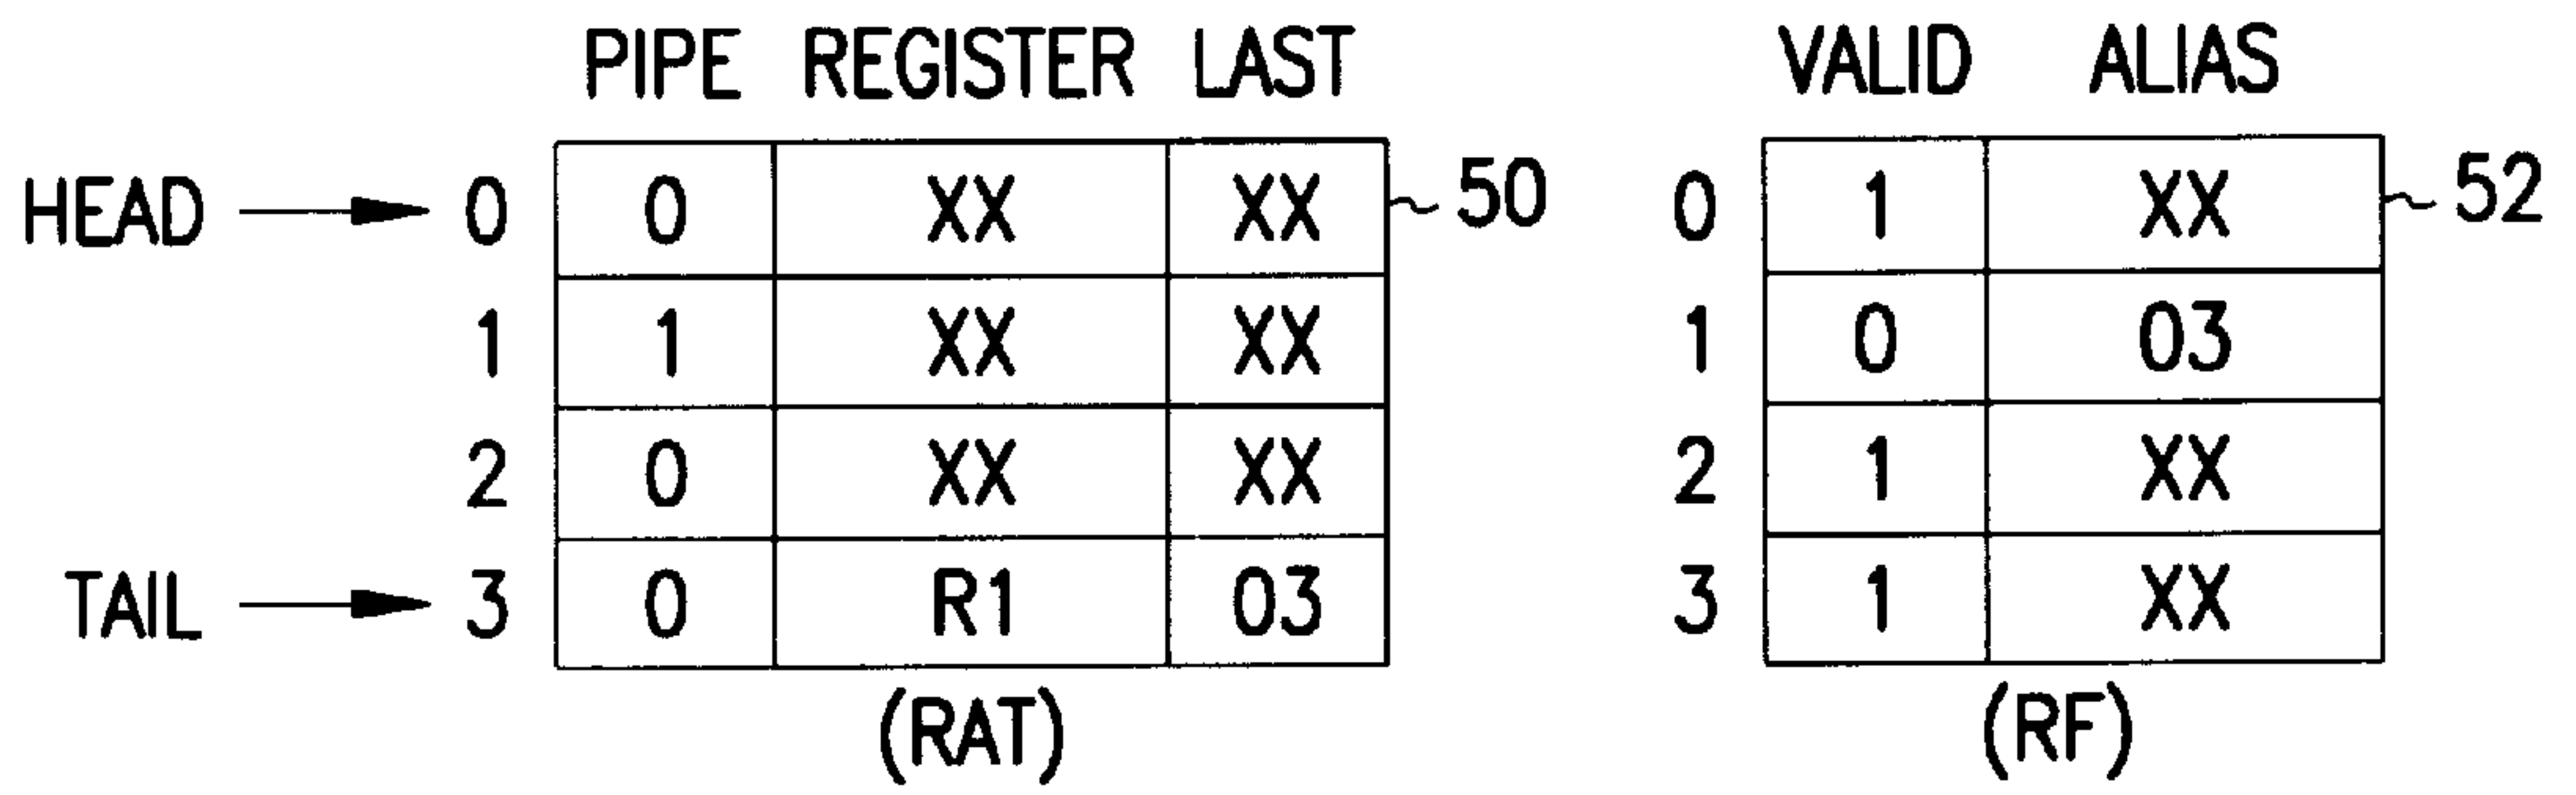 PIPE REGISTER LAST VALID ALIAS
HEAD 0 0 XX XX 50 0 1 XX 52
1 1 XX XX 1 0 03
2 0 XX XX 2 1 XX
TAIL 3 0 R1 03 3 1 XX
(RAT) (RF)